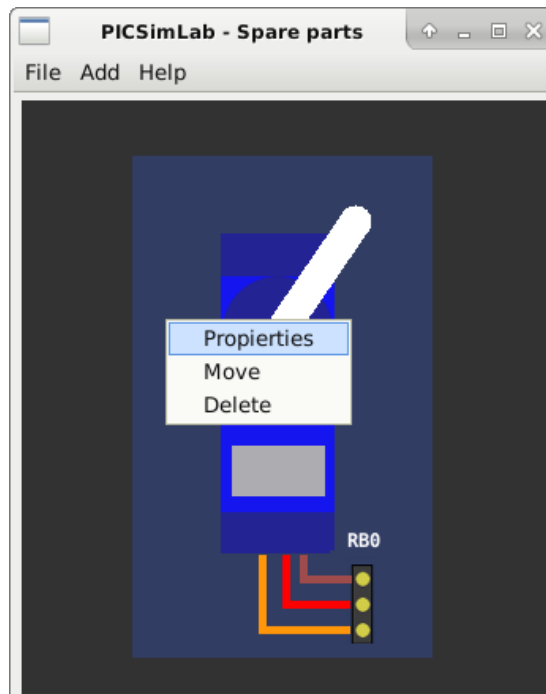 PICSimLab - Spare parts
File Add Help
Propierties
Move
Delete
RB0